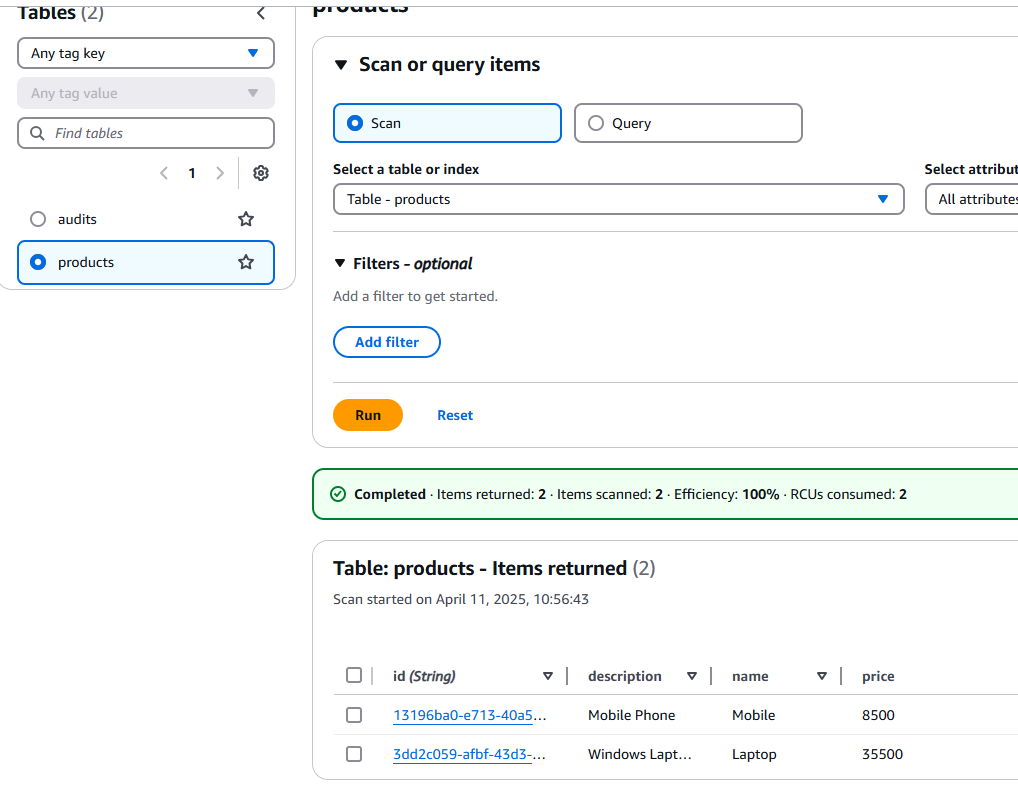 Tables (2)
Any tag key
Any tag value
Find tables
1
audits
products
products
Scan or query items
Scan
Query
Select a table or index
Table - products
Select attribut
All attributes
Filters - optional
Add a filter to get started.
Add filter
Run
Reset
Completed · Items returned: 2 · Items scanned: 2 · Efficiency: 100% · RCUs consumed: 2
Table: products - Items returned (2)
Scan started on April 11, 2025, 10:56:43
id (String) description name price
13196ba0-e713-40a5... Mobile Phone Mobile 8500
3dd2c059-afbf-43d3-... Windows Lapt... Laptop 35500